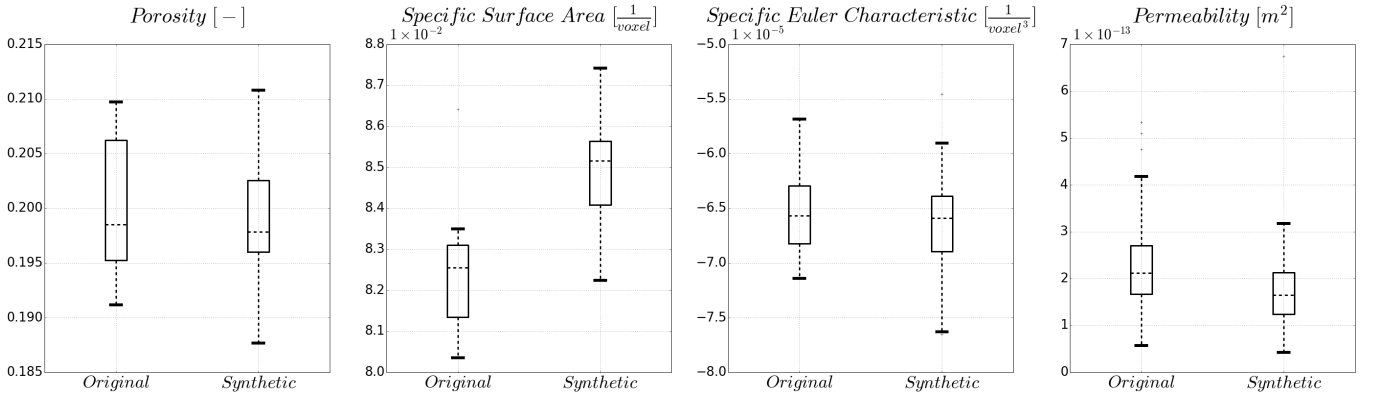 Porosity [−]
0.215
0.210
0.205
0.200
0.195
0.190
0.185
Original Synthetic
Specific Surface Area [1/voxel]
1 × 10⁻²
8.8
8.7
8.6
8.5
8.4
8.3
8.2
8.1
8.0
Original Synthetic
Specific Euler Characteristic [1/voxel³]
1 × 10⁻⁵
−5.0
−5.5
−6.0
−6.5
−7.0
−7.5
−8.0
Original Synthetic
Permeability [m²]
1 × 10⁻¹³
7
6
5
4
3
2
1
0
Original Synthetic